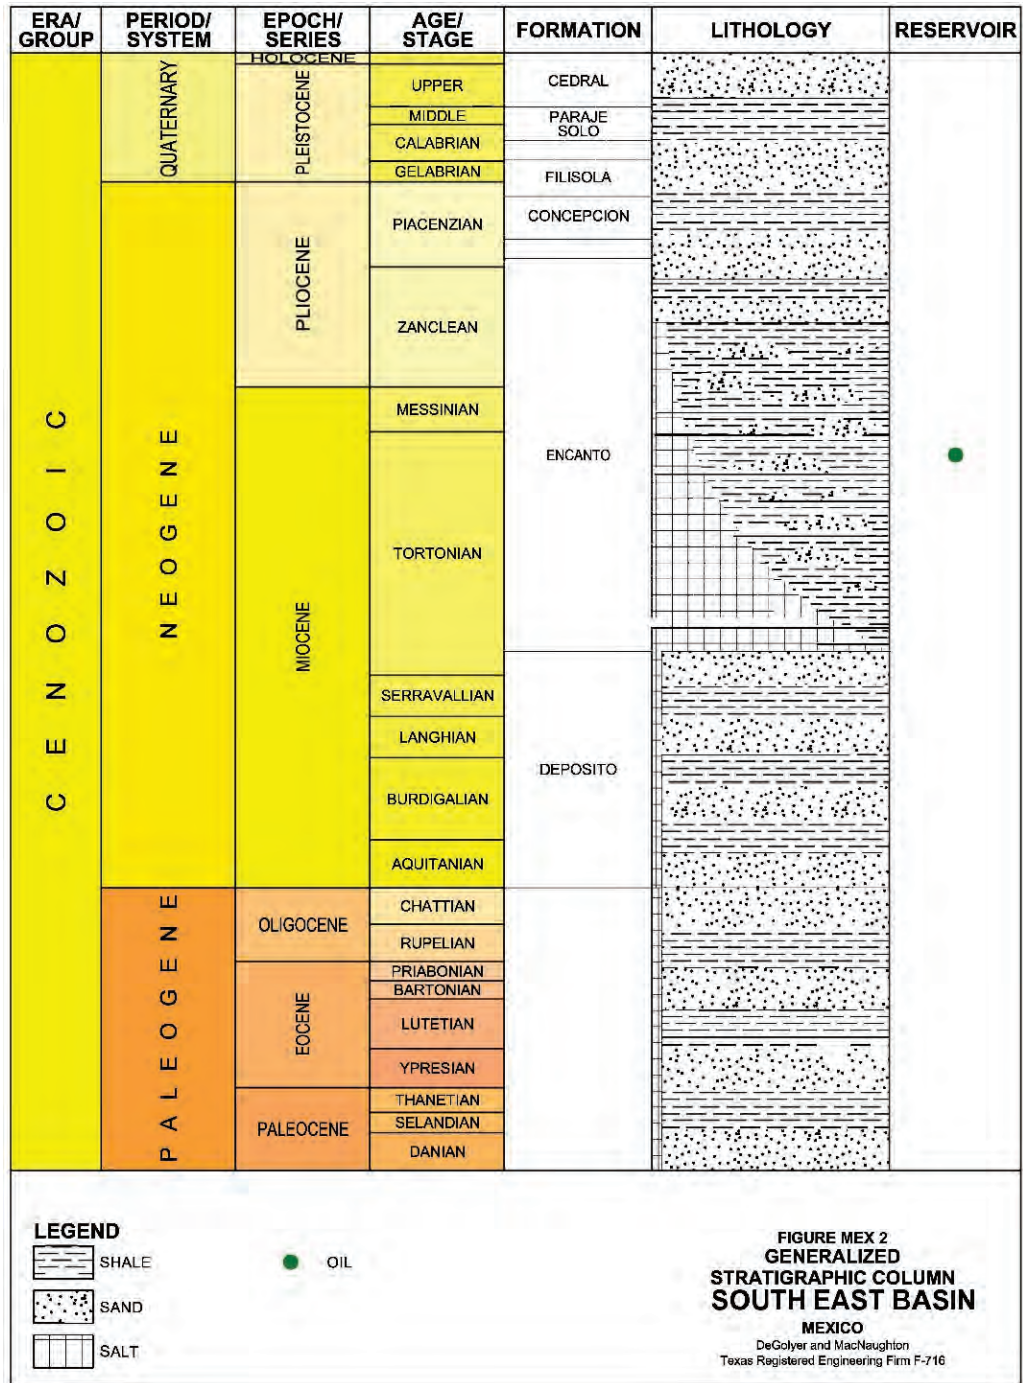 ERA/
GROUP
PERIOD/
SYSTEM
EPOCH/
SERIES
AGE/
STAGE
FORMATION
LITHOLOGY
RESERVOIR
CENOZOIC
QUATERNARY
NEOGENE
PALEOGENE
HOLOCENE
PLEISTOCENE
PLIOCENE
MIOCENE
OLIGOCENE
EOCENE
PALEOCENE
UPPER
MIDDLE
CALABRIAN
GELABRIAN
PIACENZIAN
ZANCLEAN
MESSINIAN
TORTONIAN
SERRAVALLIAN
LANGHIAN
BURDIGALIAN
AQUITANIAN
CHATTIAN
RUPELIAN
PRIABONIAN
BARTONIAN
LUTETIAN
YPRESIAN
THANETIAN
SELANDIAN
DANIAN
CEDRAL
PARAJE
SOLO
FILISOLA
CONCEPCION
ENCANTO
DEPOSITO
LEGEND
SHALE
SAND
SALT
OIL
FIGURE MEX 2
GENERALIZED
STRATIGRAPHIC COLUMN
SOUTH EAST BASIN
MEXICO
DeGolyer and MacNaughton
Texas Registered Engineering Firm F-716